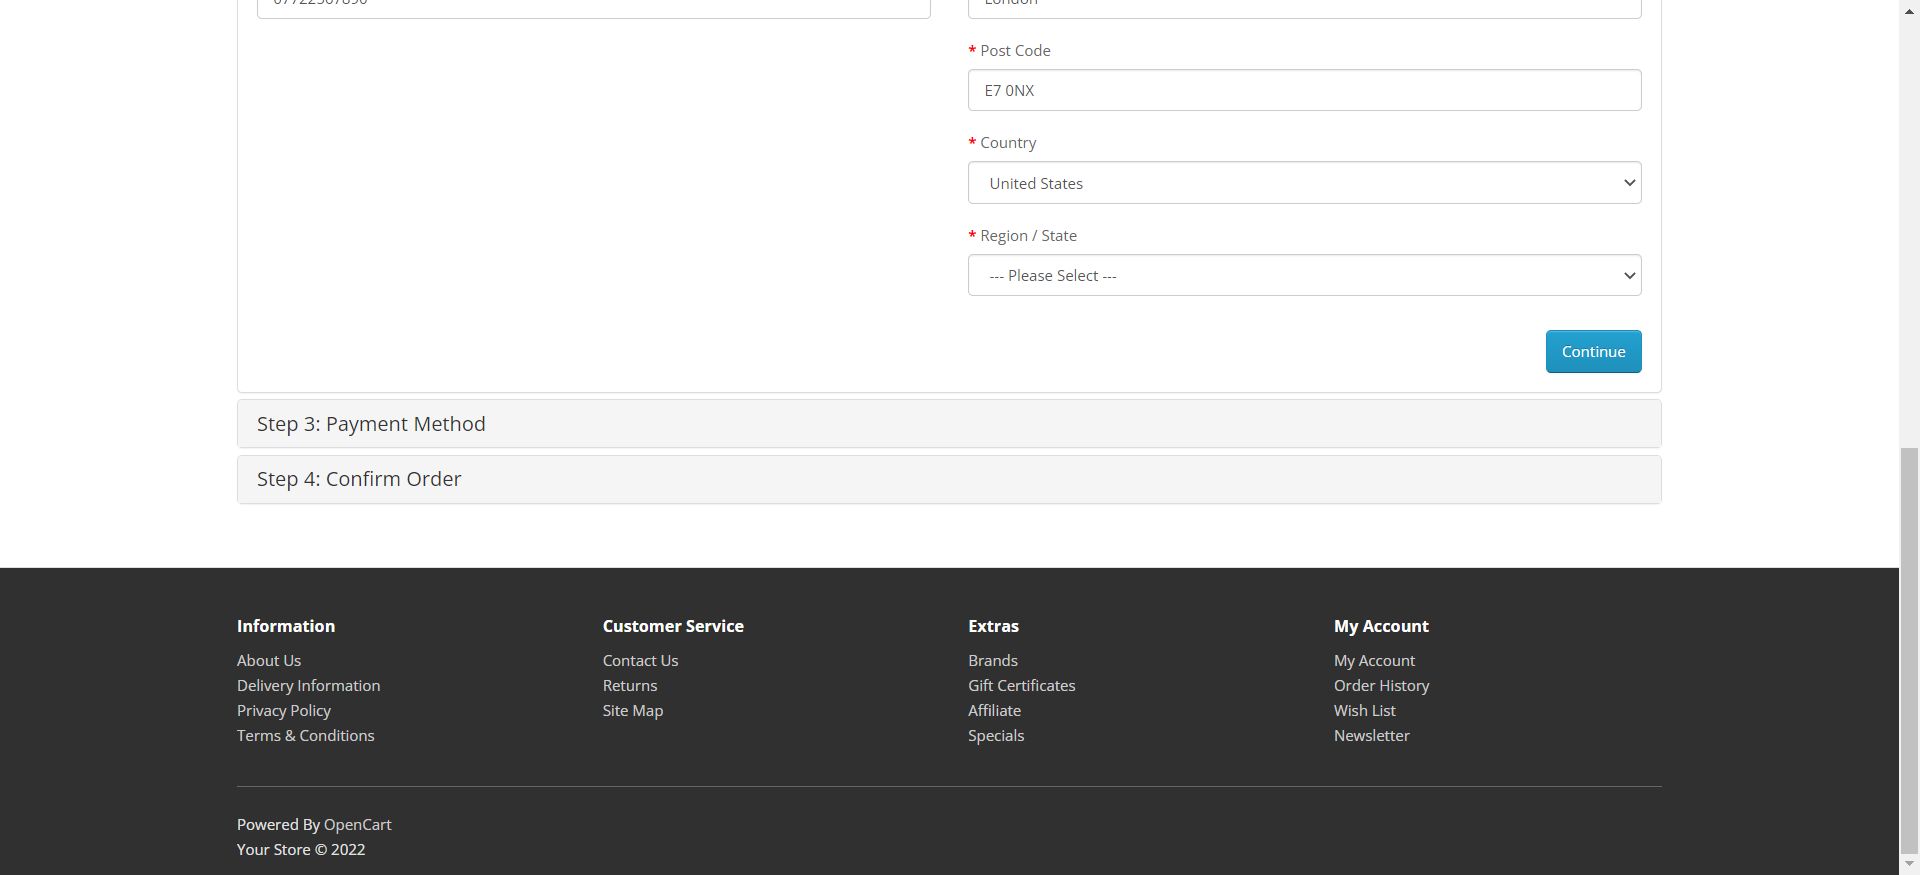 London
* Post Code
E7 0NX
* Country
United States
* Region / State
--- Please Select ---
Continue
Step 3: Payment Method
Step 4: Confirm Order
Information
About Us
Delivery Information
Privacy Policy
Terms & Conditions
Customer Service
Contact Us
Returns
Site Map
Extras
Brands
Gift Certificates
Affiliate
Specials
My Account
My Account
Order History
Wish List
Newsletter
Powered By OpenCart
Your Store © 2022